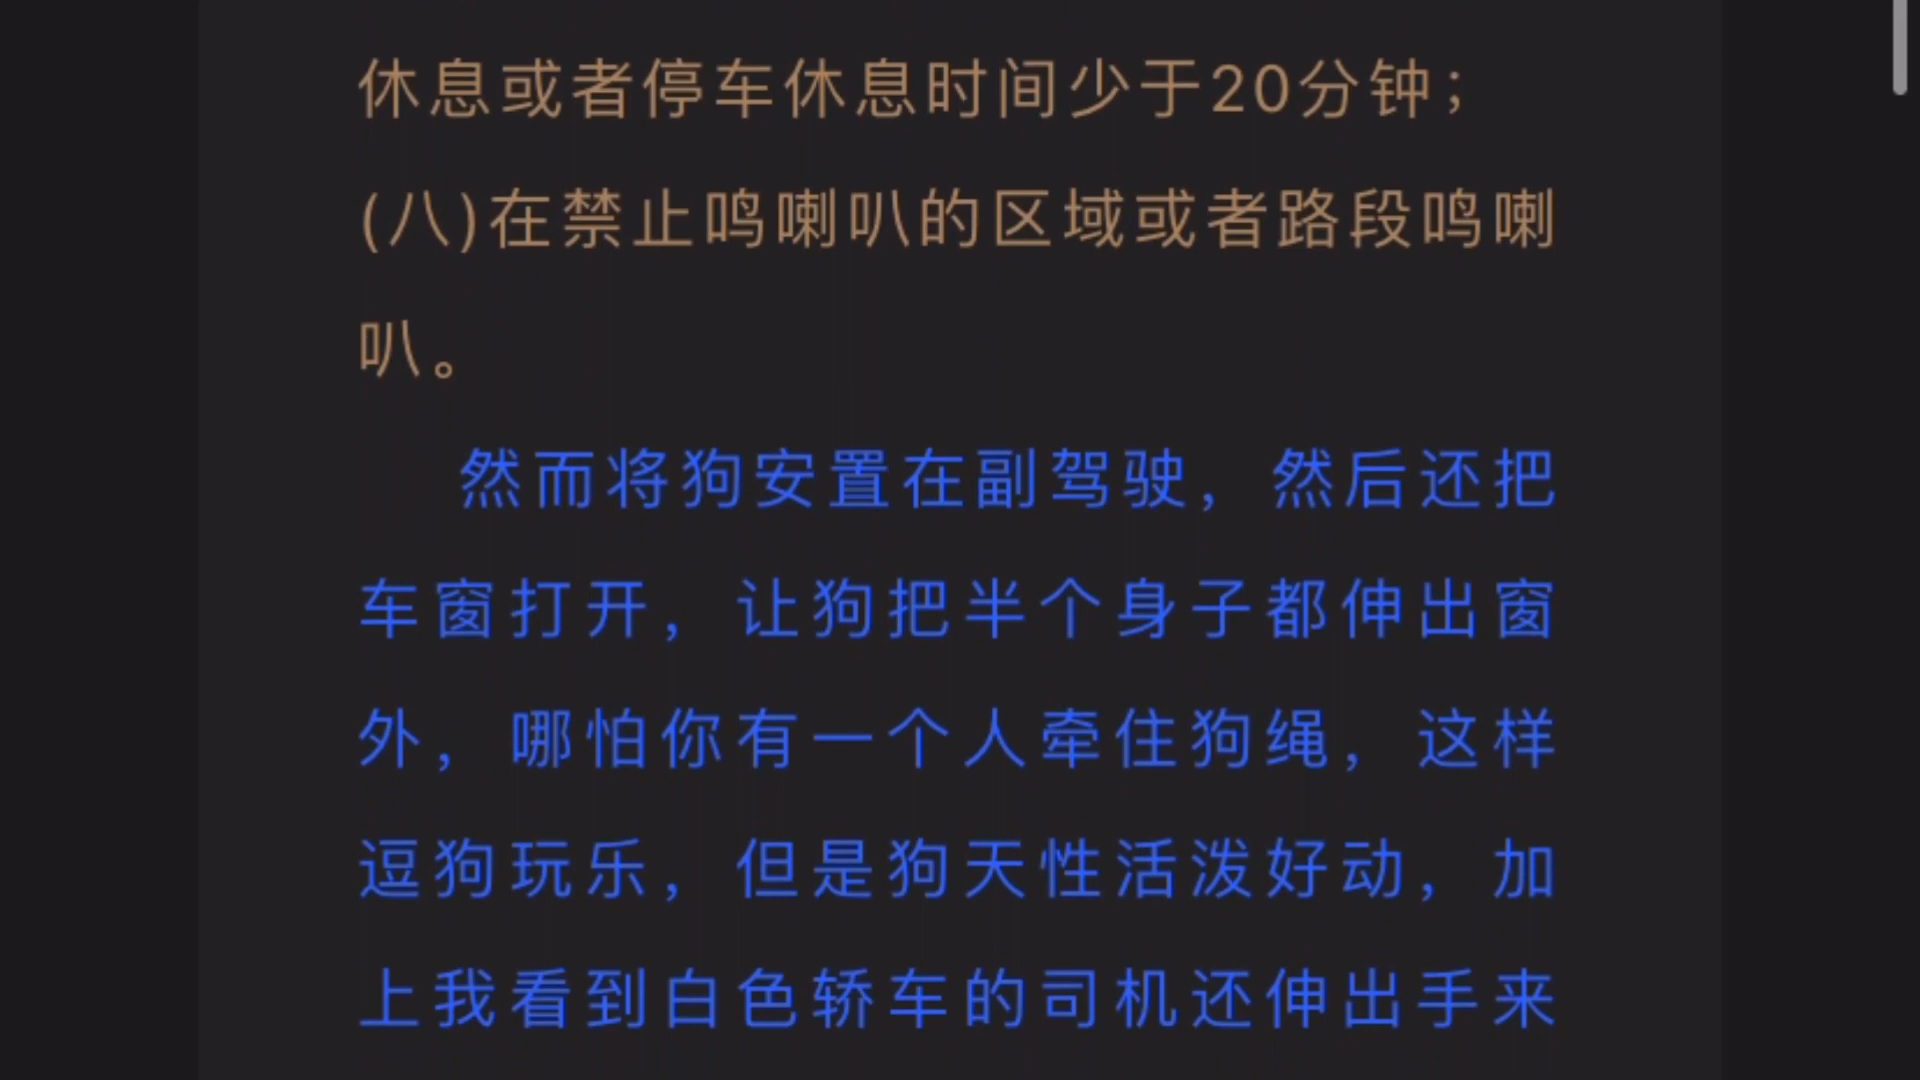 休息或者停车休息时间少于20分钟；
(八)在禁止鸣喇叭的区域或者路段鸣喇
叭。
然而将狗安置在副驾驶，然后还把
车窗打开，让狗把半个身子都伸出窗
外，哪怕你有一个人牵住狗绳，这样
逗狗玩乐，但是狗天性活泼好动，加
上我看到白色轿车的司机还伸出手来